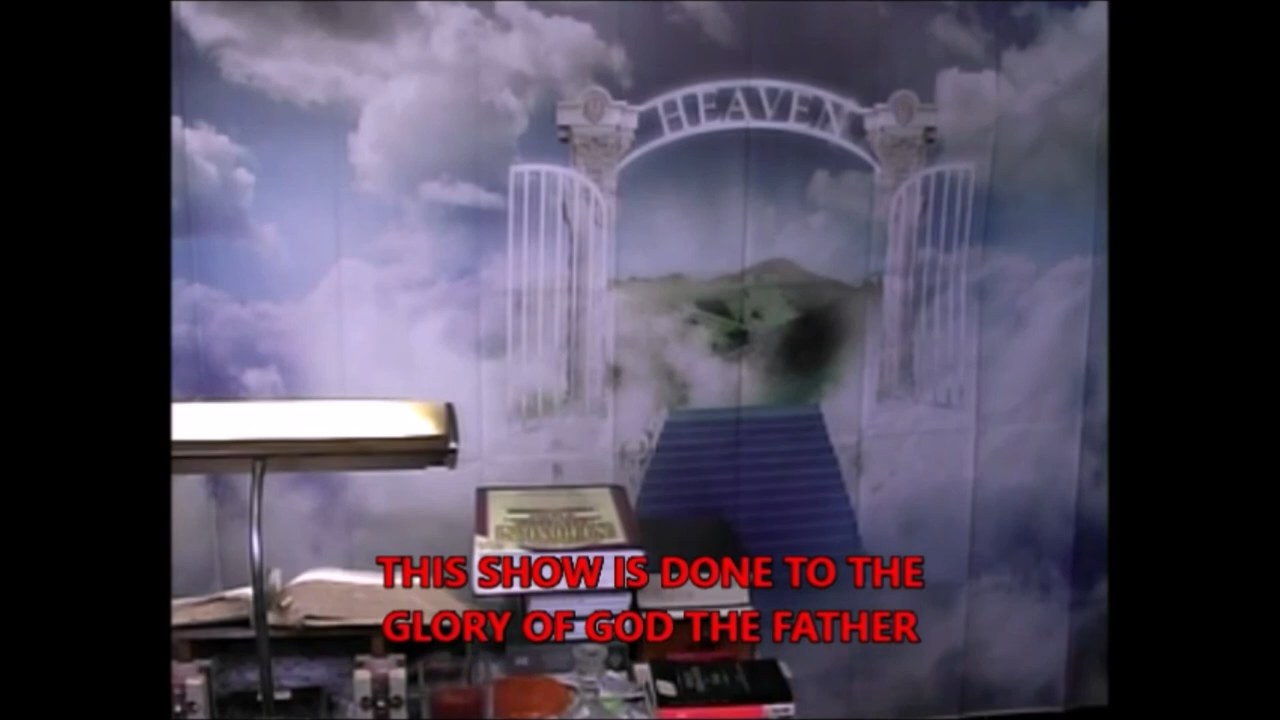 HEAVEN
THIS SHOW IS DONE TO THE
GLORY OF GOD THE FATHER